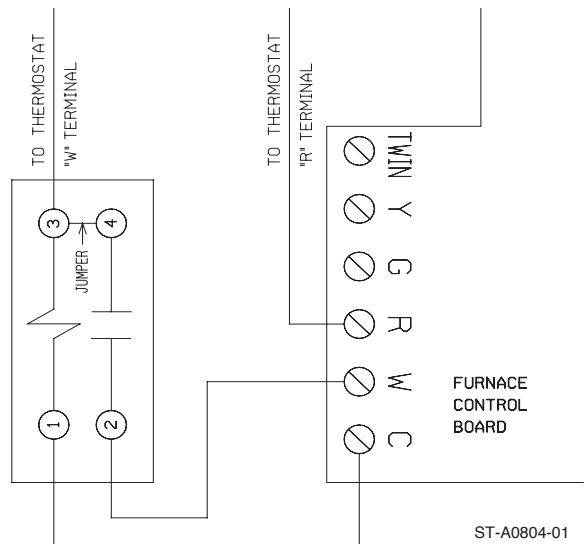 TO THERMOSTAT
"W" TERMINAL
TO THERMOSTAT
"R" TERMINAL
3
4
JUMPER
1
2
TWIN
Y
G
R
W
C
FURNACE
CONTROL
BOARD
ST-A0804-01